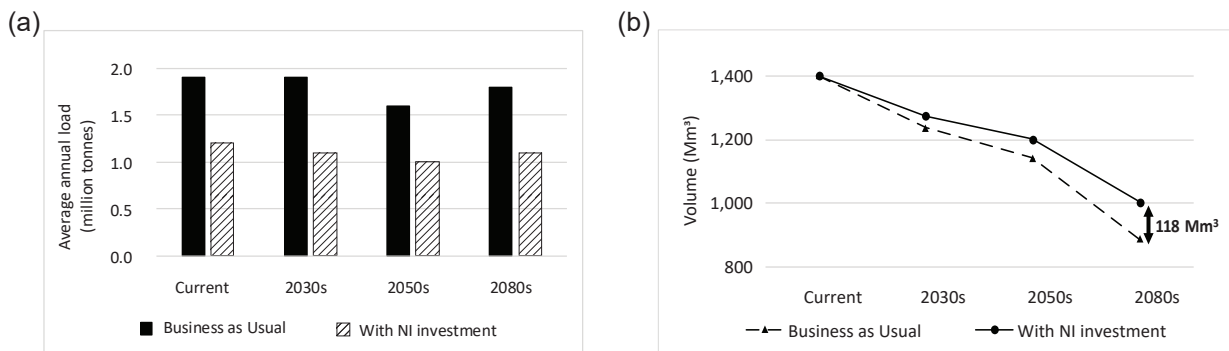 (a)
Average annual load
(million tonnes)
2.0
1.5
1.0
0.5
0.0
Current 2030s 2050s 2080s
Business as Usual With NI investment
(b)
Volume (Mm³)
1,400
1,200
1,000
800
118 Mm³
Current 2030s 2050s 2080s
Business as Usual With NI investment